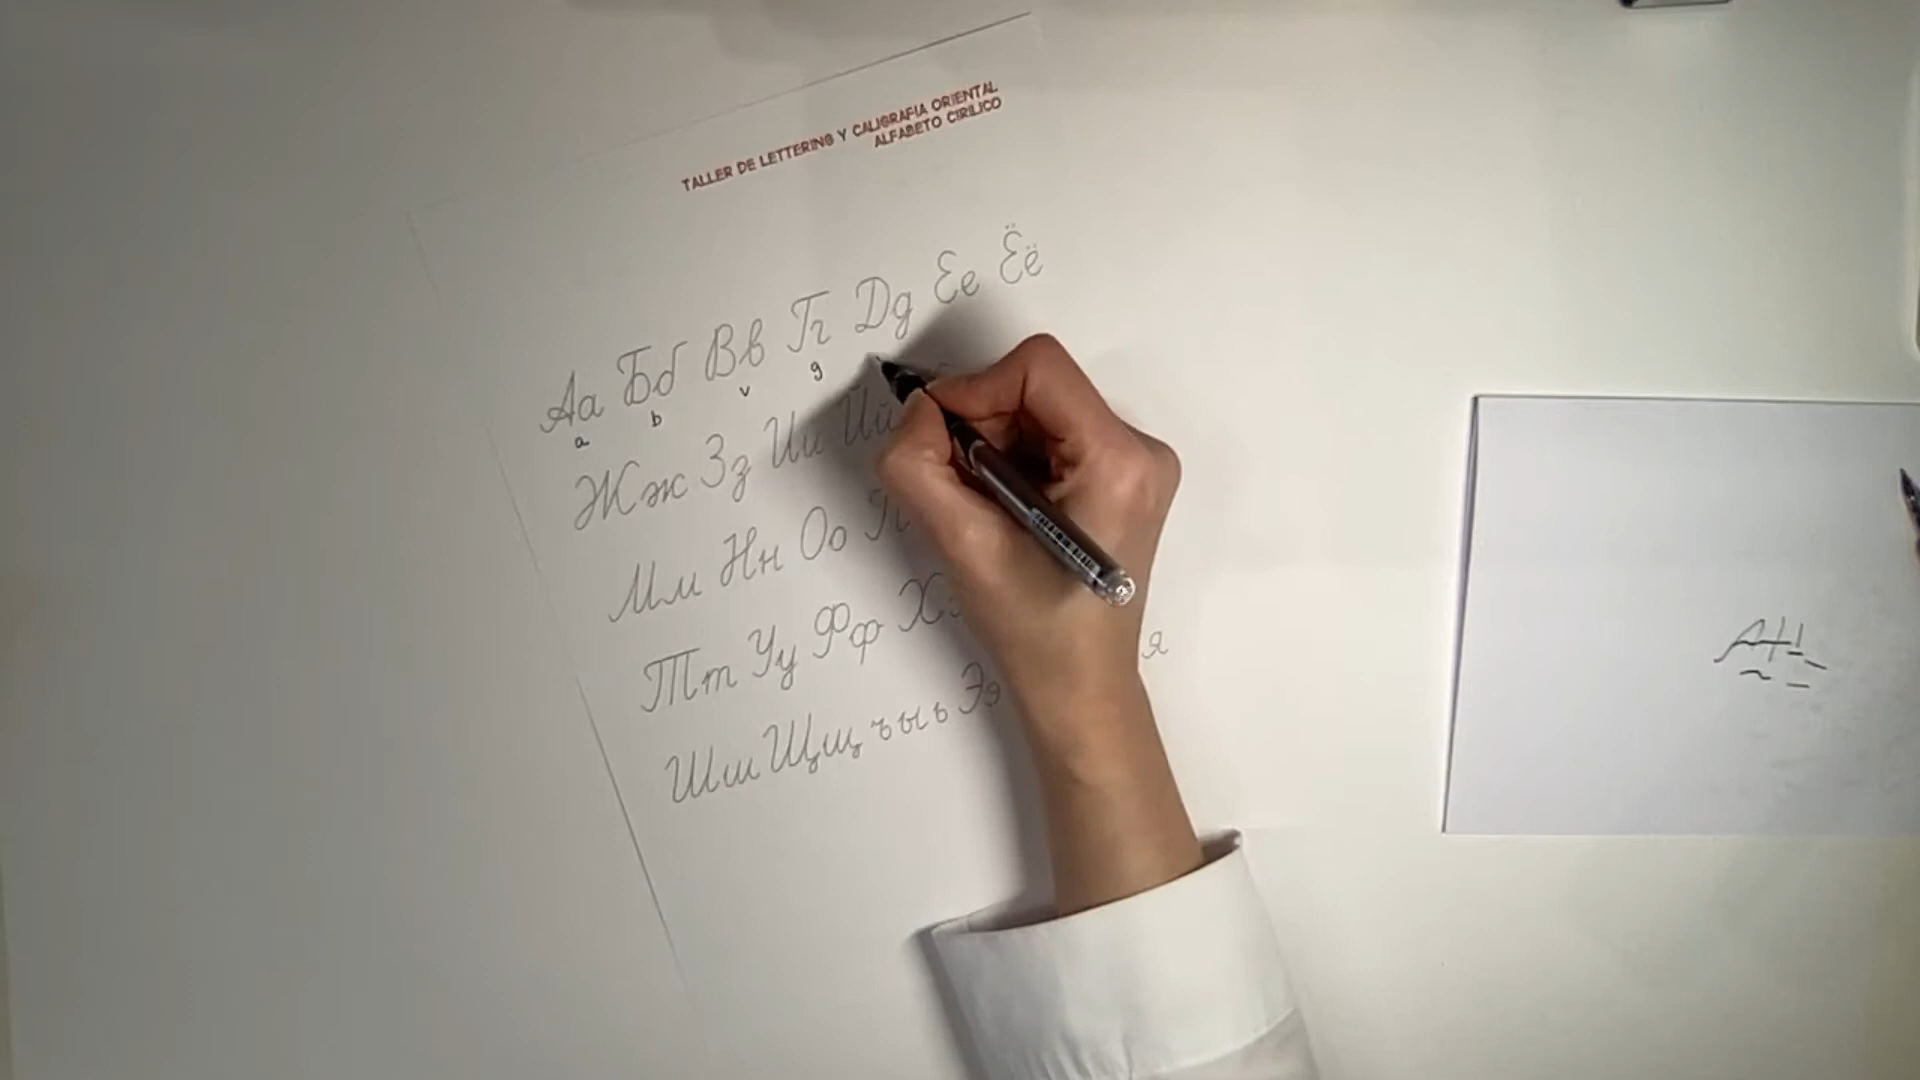 TALLER DE LETTERING Y CALIGRAFIA ORIENTAL
ALFABETO CIRILICO
Аа Бб Вв Гг Дд Ее Ёё
a b v g
Жж Зз Ии Йй
Мм Нн Оо
Тт Уу Фф
я
Шш Щщ ъ ы ь Ээ